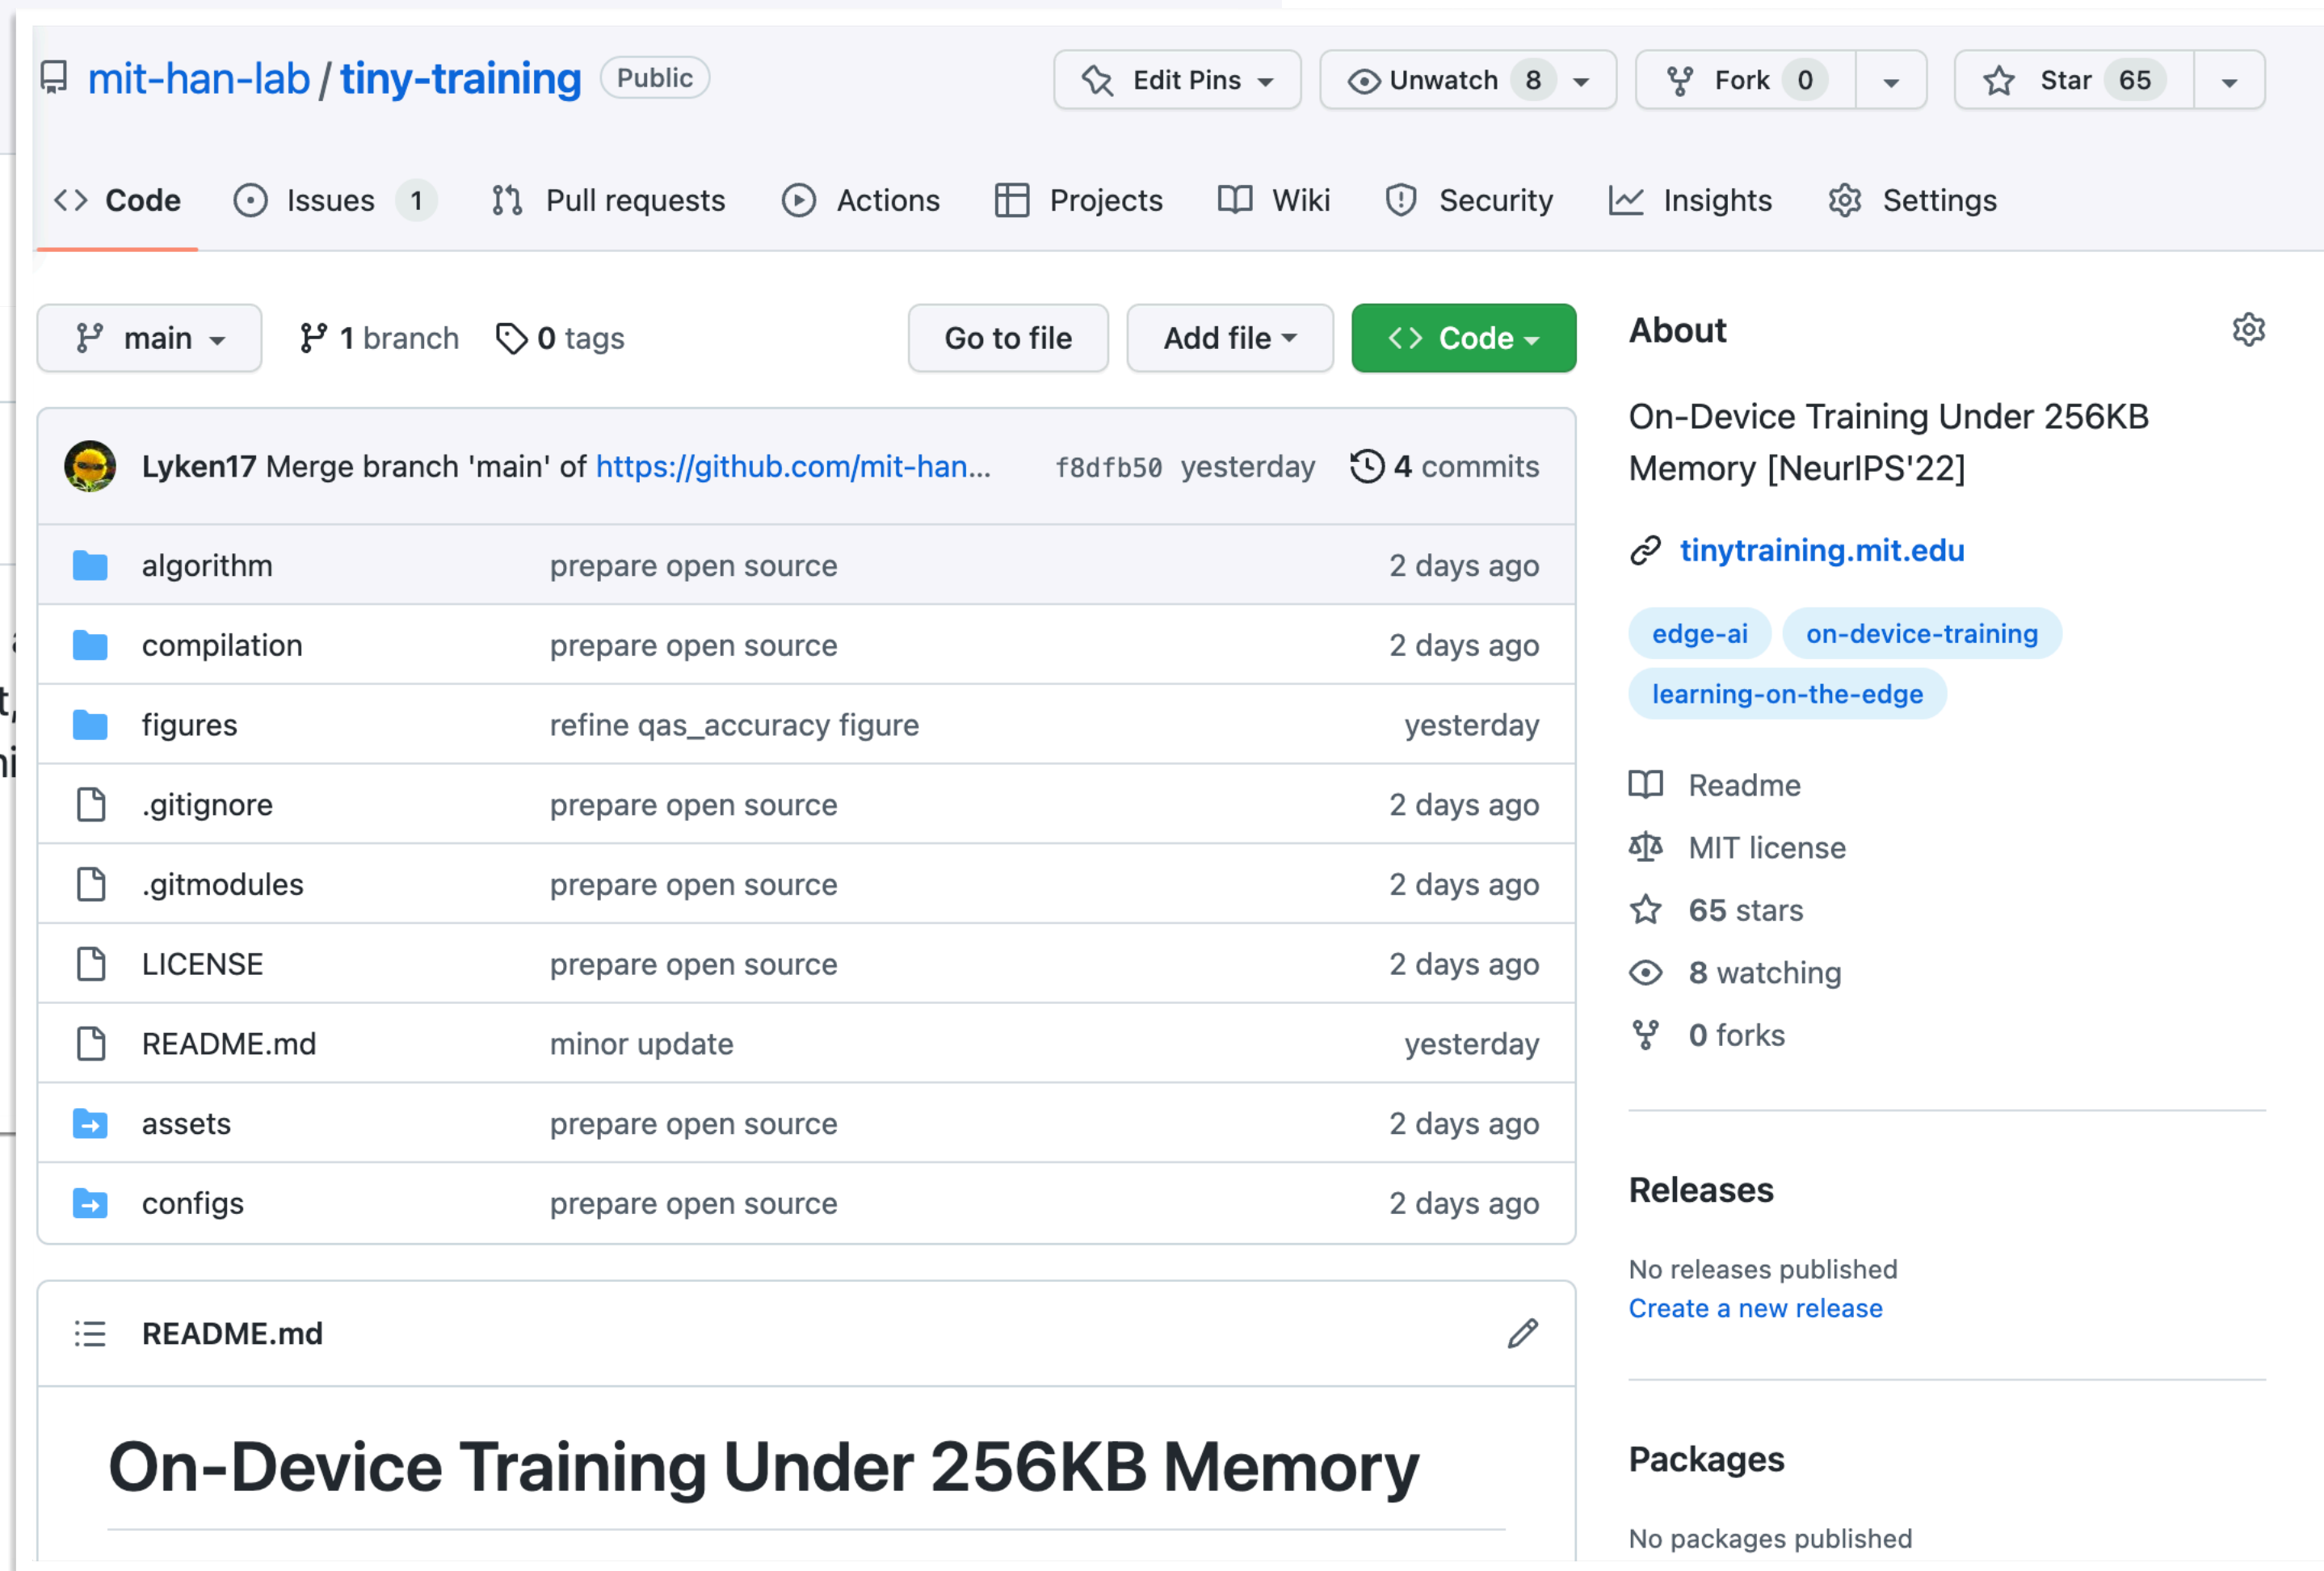 mit-han-lab / tiny-training Public
Edit Pins Unwatch 8 Fork 0 Star 65
Code Issues 1 Pull requests Actions Projects Wiki Security Insights Settings
main 1 branch 0 tags Go to file Add file Code
Lyken17 Merge branch 'main' of https://github.com/mit-han... f8dfb50 yesterday 4 commits
algorithm prepare open source 2 days ago
compilation prepare open source 2 days ago
figures refine qas_accuracy figure yesterday
.gitignore prepare open source 2 days ago
.gitmodules prepare open source 2 days ago
LICENSE prepare open source 2 days ago
README.md minor update yesterday
assets prepare open source 2 days ago
configs prepare open source 2 days ago
README.md
On-Device Training Under 256KB Memory
About
On-Device Training Under 256KB
Memory [NeurIPS'22]
tinytraining.mit.edu
edge-ai on-device-training
learning-on-the-edge
Readme
MIT license
65 stars
8 watching
0 forks
Releases
No releases published
Create a new release
Packages
No packages published